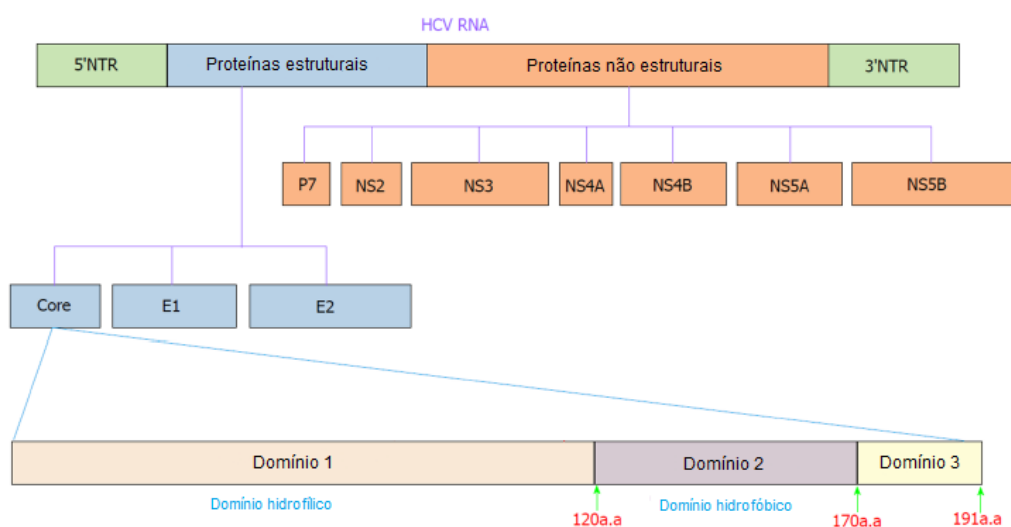 HCV RNA
5'NTR
Proteínas estruturais
Proteínas não estruturais
3'NTR
P7
NS2
NS3
NS4A
NS4B
NS5A
NS5B
Core
E1
E2
Domínio 1
Domínio 2
Domínio 3
Domínio hidrofílico
120a.a
Domínio hidrofóbico
170a.a
191a.a